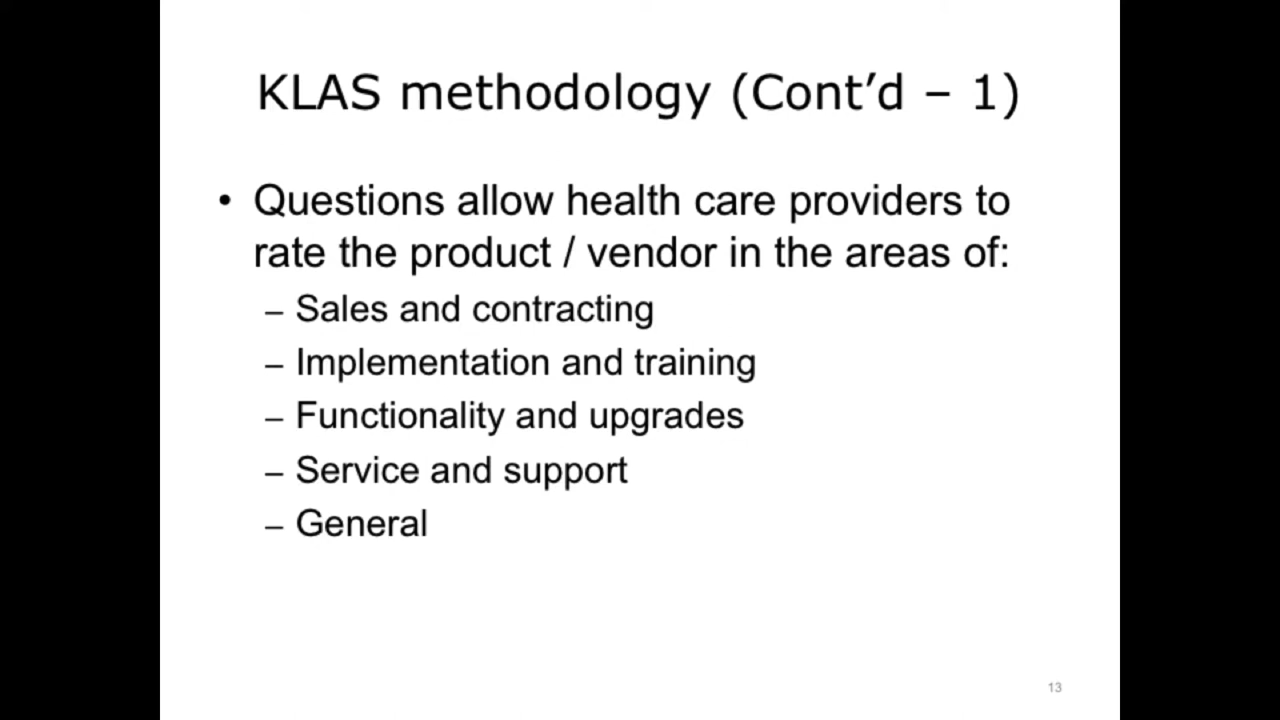 KLAS methodology (Cont’d – 1)
• Questions allow health care providers to
rate the product / vendor in the areas of:
– Sales and contracting
– Implementation and training
– Functionality and upgrades
– Service and support
– General
13